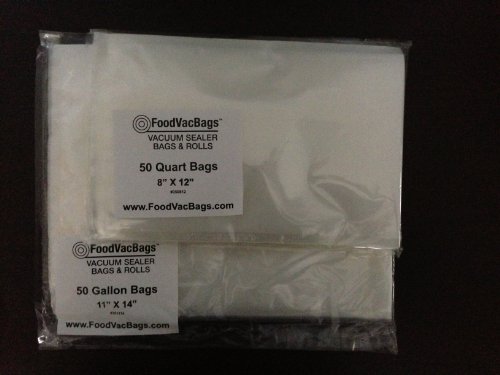 FoodVacBags™
VACUUM SEALER
BAGS & ROLLS
50 Quart Bags
8" X 12"
www.FoodVacBags.com
FoodVacBags™
VACUUM SEALER
BAGS & ROLLS
50 Gallon Bags
11" X 14"
www.FoodVacBags.com